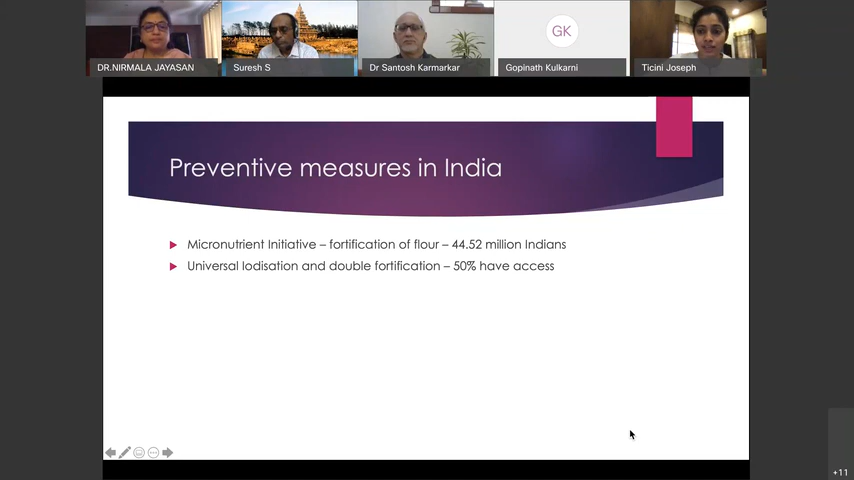 GK
DR.NIRMALA JAYASAN
Suresh S
Dr Santosh Karmarkar
Gopinath Kulkarni
Ticini Joseph
Preventive measures in India
Micronutrient Initiative – fortification of flour – 44.52 million Indians
Universal Iodisation and double fortification – 50% have access
+11